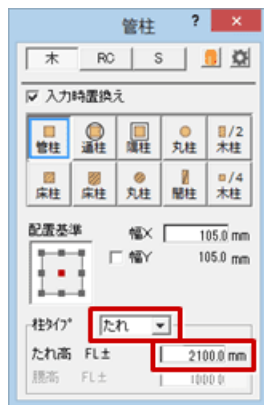 管柱 ? ×
木 RC S
入力時置換え
管柱 通柱 隅柱 丸柱 □/2 木柱
床柱 床柱 丸柱 間柱 □/4 木柱
配置基準 幅X 105.0 mm
幅Y 105.0 mm
柱タイプ たれ
たれ高 FL± 2100.0 mm
腰高 FL± 1000.0